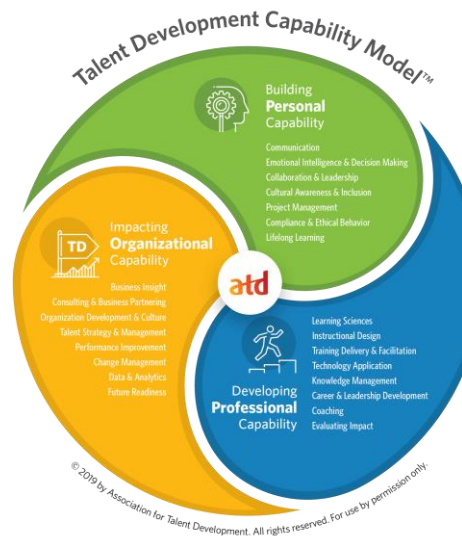 Talent Development Capability Model™
Building
Personal
Capability
Communication
Emotional Intelligence & Decision Making
Collaboration & Leadership
Cultural Awareness & Inclusion
Project Management
Compliance & Ethical Behavior
Lifelong Learning
TD
Impacting
Organizational
Capability
Business Insight
Consulting & Business Partnering
Organization Development & Culture
Talent Strategy & Management
Performance Improvement
Change Management
Data & Analytics
Future Readiness
atd
Developing
Professional
Capability
Learning Sciences
Instructional Design
Training Delivery & Facilitation
Technology Application
Knowledge Management
Career & Leadership Development
Coaching
Evaluating Impact
© 2019 by Association for Talent Development. All rights reserved. For use by permission only.